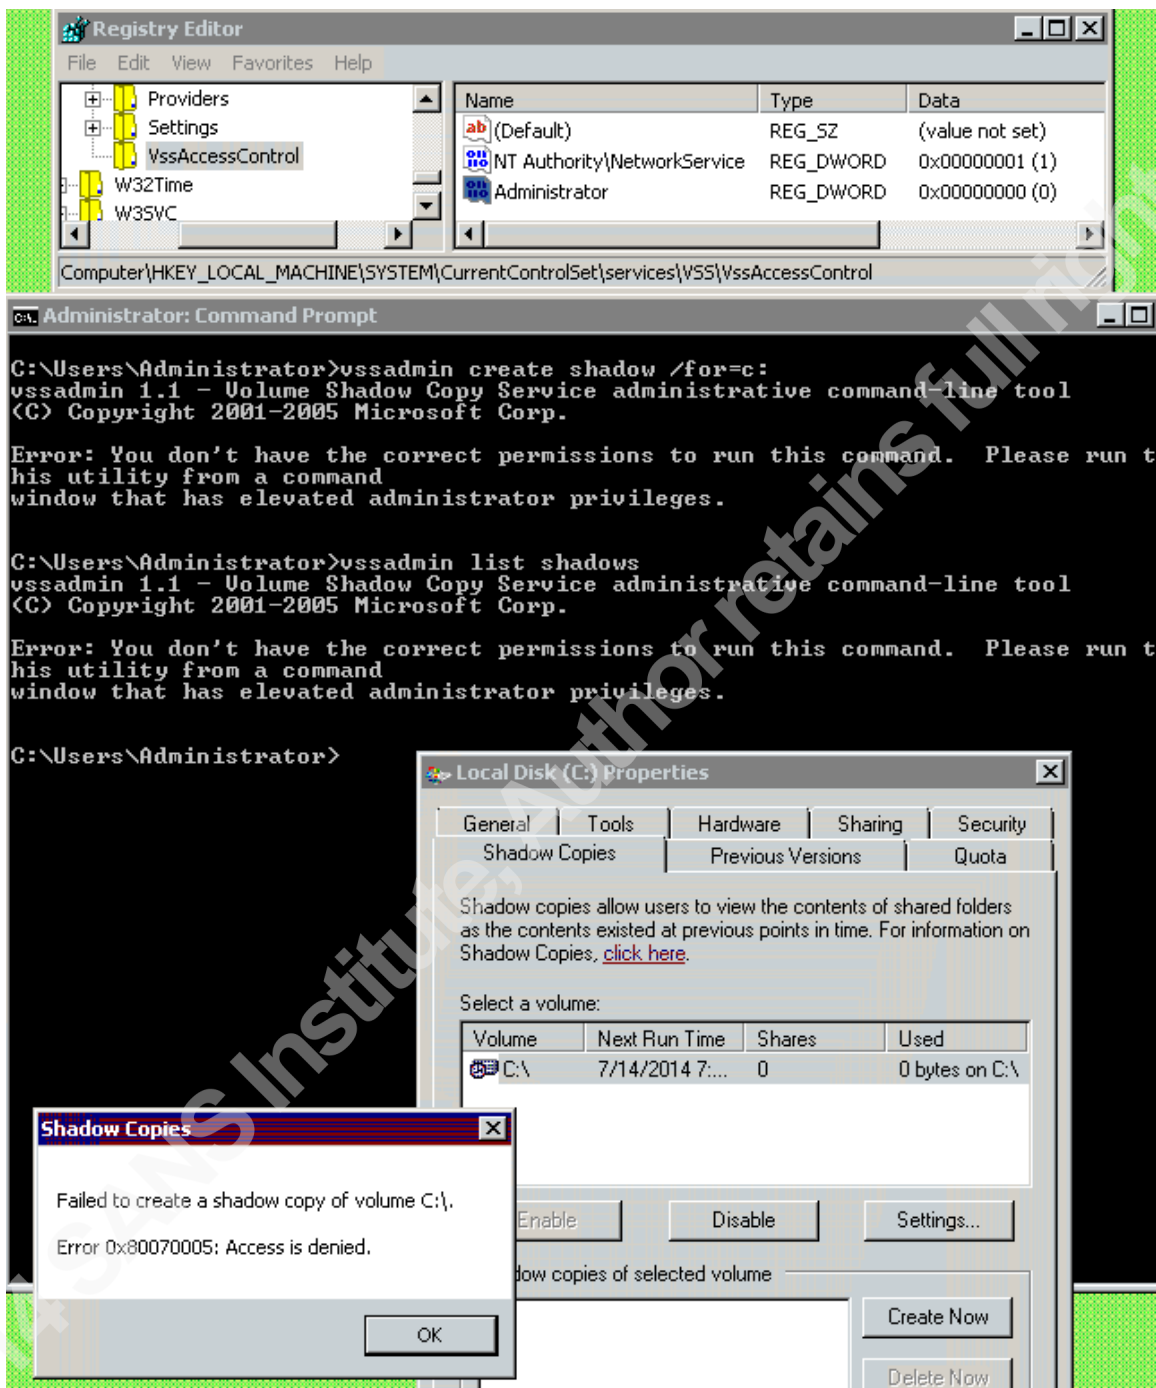 Registry Editor
File Edit View Favorites Help
Providers
Settings
VssAccessControl
W32Time
W3SVC
Name Type Data
(Default) REG_SZ (value not set)
NT Authority\NetworkService REG_DWORD 0x00000001 (1)
Administrator REG_DWORD 0x00000000 (0)
Computer\HKEY_LOCAL_MACHINE\SYSTEM\CurrentControlSet\services\VSS\VssAccessControl
Administrator: Command Prompt
C:\Users\Administrator>vssadmin create shadow /for=c:
vssadmin 1.1 - Volume Shadow Copy Service administrative command-line tool
(C) Copyright 2001-2005 Microsoft Corp.
Error: You don't have the correct permissions to run this command.  Please run t
his utility from a command
window that has elevated administrator privileges.
C:\Users\Administrator>vssadmin list shadows
vssadmin 1.1 - Volume Shadow Copy Service administrative command-line tool
(C) Copyright 2001-2005 Microsoft Corp.
Error: You don't have the correct permissions to run this command.  Please run t
his utility from a command
window that has elevated administrator privileges.
C:\Users\Administrator>
Local Disk (C:) Properties
General Tools Hardware Sharing Security
Shadow Copies Previous Versions Quota
Shadow copies allow users to view the contents of shared folders
as the contents existed at previous points in time. For information on
Shadow Copies, click here.
Select a volume:
Volume Next Run Time Shares Used
C:\ 7/14/2014 7:... 0 0 bytes on C:\
Enable Disable Settings...
dow copies of selected volume
Create Now
Delete Now
Shadow Copies
Failed to create a shadow copy of volume C:\.
Error 0x80070005: Access is denied.
OK
4 SANS Institute, Author retains full right